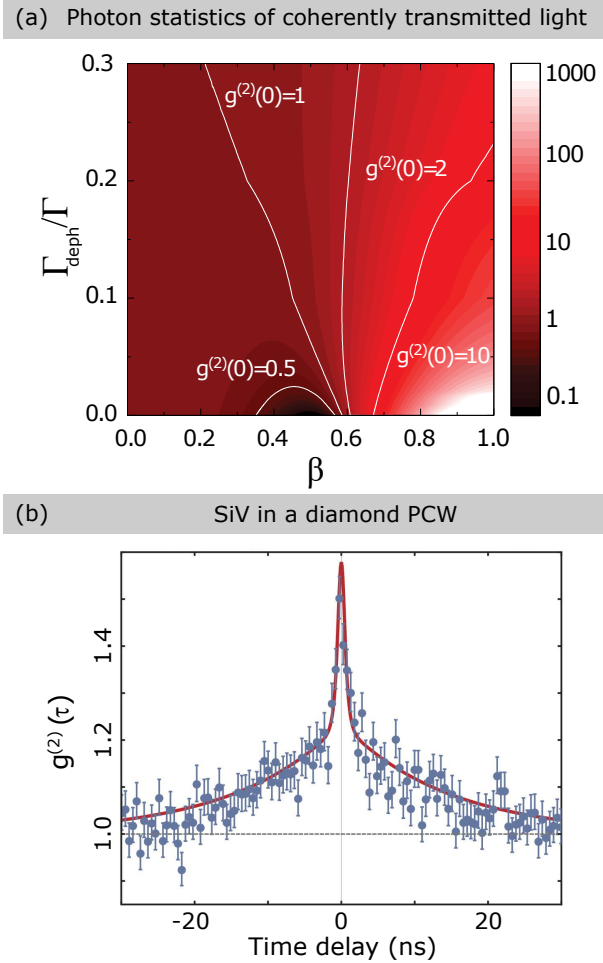 (a) Photon statistics of coherently transmitted light
0.3
0.2
0.1
0.0
Γdeph/Γ
g(2)(0)=1
g(2)(0)=2
g(2)(0)=0.5
g(2)(0)=10
1000
100
10
1
0.1
0.0 0.2 0.4 0.6 0.8 1.0
β
(b) SiV in a diamond PCW
1.4
1.2
1.0
g(2)(τ)
-20 0 20
Time delay (ns)